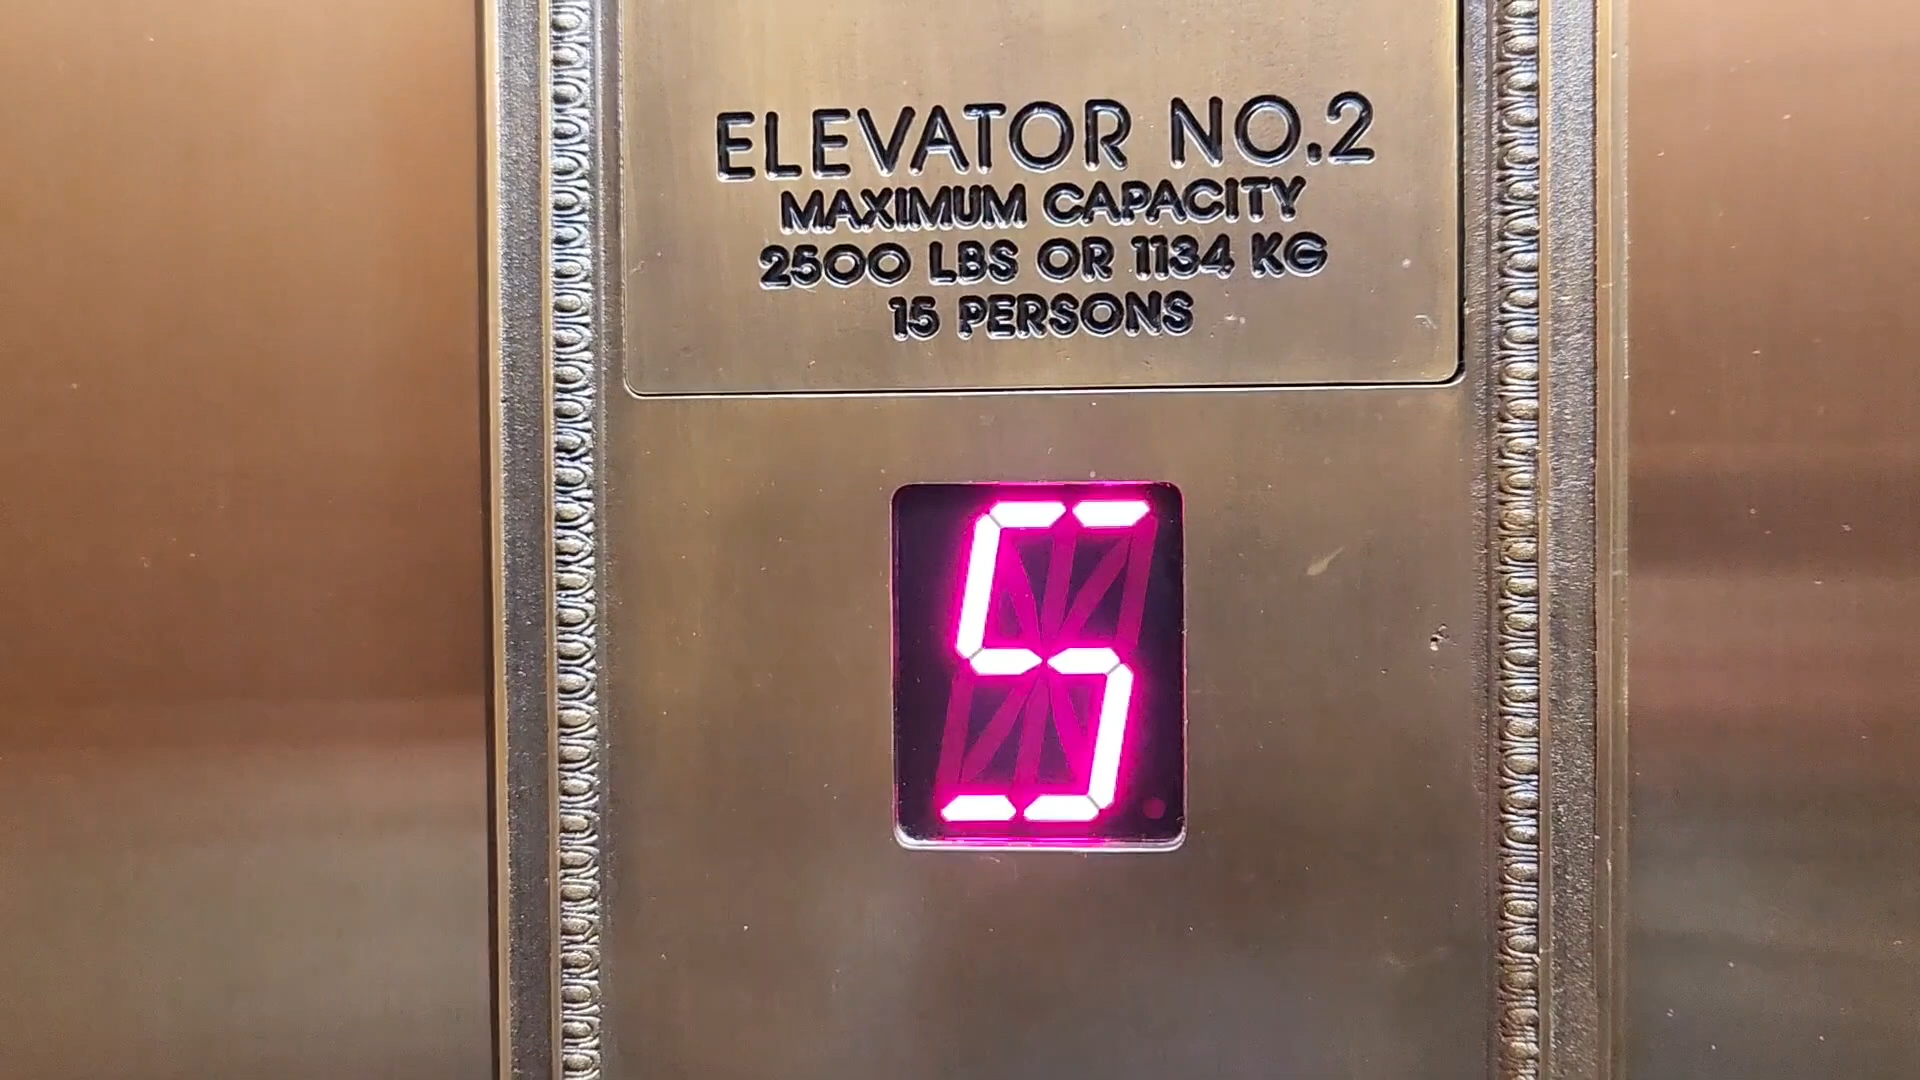 ELEVATOR NO.2
MAXIMUM CAPACITY
2500 LBS OR 1134 KG
15 PERSONS
5